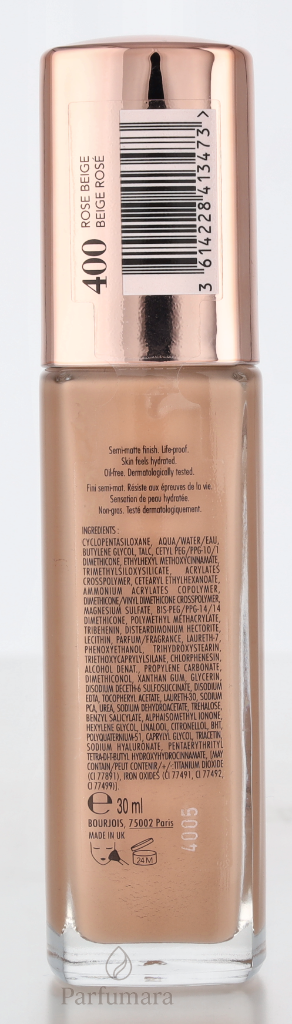 400
ROSE BEIGE
BEIGE ROSÉ
3 614228 413473 >
Semi-matte finish. Life-proof.
Skin feels hydrated.
Oil-free. Dermatologically tested.
Fini semi-mat. Résiste aux épreuves de la vie.
Sensation de peau hydratée.
Non-gras. Testé dermatologiquement.
INGREDIENTS :
CYCLOPENTASILOXANE, AQUA/WATER/EAU,
BUTYLENE GLYCOL, TALC, CETYL PEG/PPG-10/1
DIMETHICONE, ETHYLHEXYL METHOXYCINNAMATE,
TRIMETHYLSILOXYSILICATE, ACRYLATES
CROSSPOLYMER, CETEARYL ETHYLHEXANOATE,
AMMONIUM ACRYLATES COPOLYMER,
DIMETHICONE/VINYL DIMETHICONE CROSSPOLYMER,
MAGNESIUM SULFATE, BIS-PEG/PPG-14/14
DIMETHICONE, POLYMETHYL METHACRYLATE,
TRIBEHENIN, DISTEARDIMONIUM HECTORITE,
LECITHIN, PARFUM/FRAGRANCE, LAURETH-7,
PHENOXYETHANOL, TRIHYDROXYSTEARIN,
TRIETHOXYCAPRYLYLSILANE, CHLORPHENESIN,
ALCOHOL DENAT., PROPYLENE CARBONATE,
DIMETHICONOL, XANTHAN GUM, GLYCERIN,
DISODIUM DECETH-6 SULFOSUCCINATE, DISODIUM
EDTA, TOCOPHERYL ACETATE, LAURETH-30, SODIUM
PCA, UREA, SODIUM DEHYDROACETATE, TREHALOSE,
BENZYL SALICYLATE, ALPHA-ISOMETHYL IONONE,
HEXYLENE GLYCOL, LINALOOL, CITRONELLOL, BHT,
POLYQUATERNIUM-51, CAPRYLYL GLYCOL, TRIACETIN,
SODIUM HYALURONATE, PENTAERYTHRITYL
TETRA-DI-T-BUTYL HYDROXYHYDROCINNAMATE, [MAY
CONTAIN/PEUT CONTENIR/+/-:TITANIUM DIOXIDE
(CI 77891), IRON OXIDES (CI 77491, CI 77492,
CI 77499)].
e 30 ml
BOURJOIS, 75002 Paris
MADE IN UK
24 M
4005
Parfumara